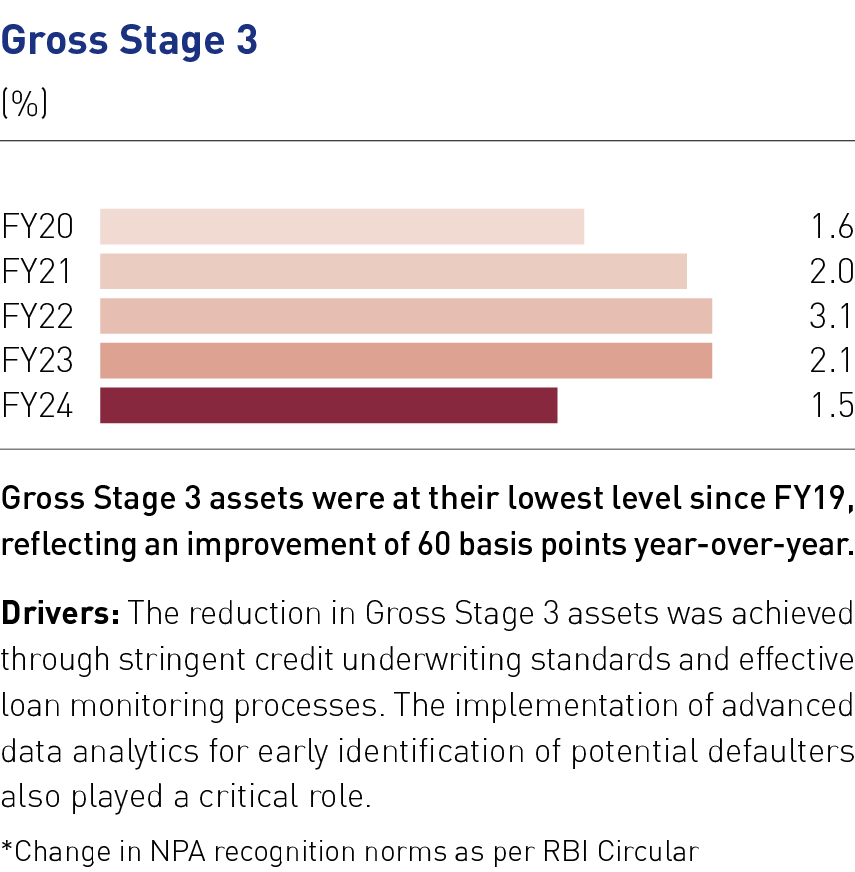 Gross Stage 3
(%)
FY20 1.6
FY21 2.0
FY22 3.1
FY23 2.1
FY24 1.5
Gross Stage 3 assets were at their lowest level since FY19,
reflecting an improvement of 60 basis points year-over-year.
Drivers: The reduction in Gross Stage 3 assets was achieved
through stringent credit underwriting standards and effective
loan monitoring processes. The implementation of advanced
data analytics for early identification of potential defaulters
also played a critical role.
*Change in NPA recognition norms as per RBI Circular